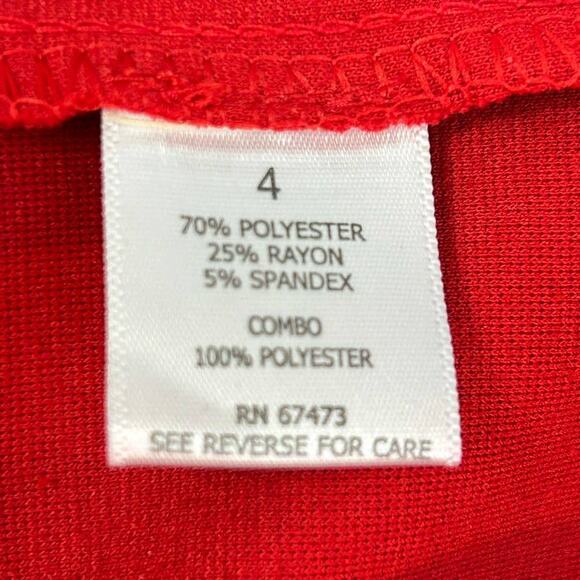 4
70% POLYESTER
25% RAYON
5% SPANDEX
COMBO
100% POLYESTER
RN 67473
SEE REVERSE FOR CARE